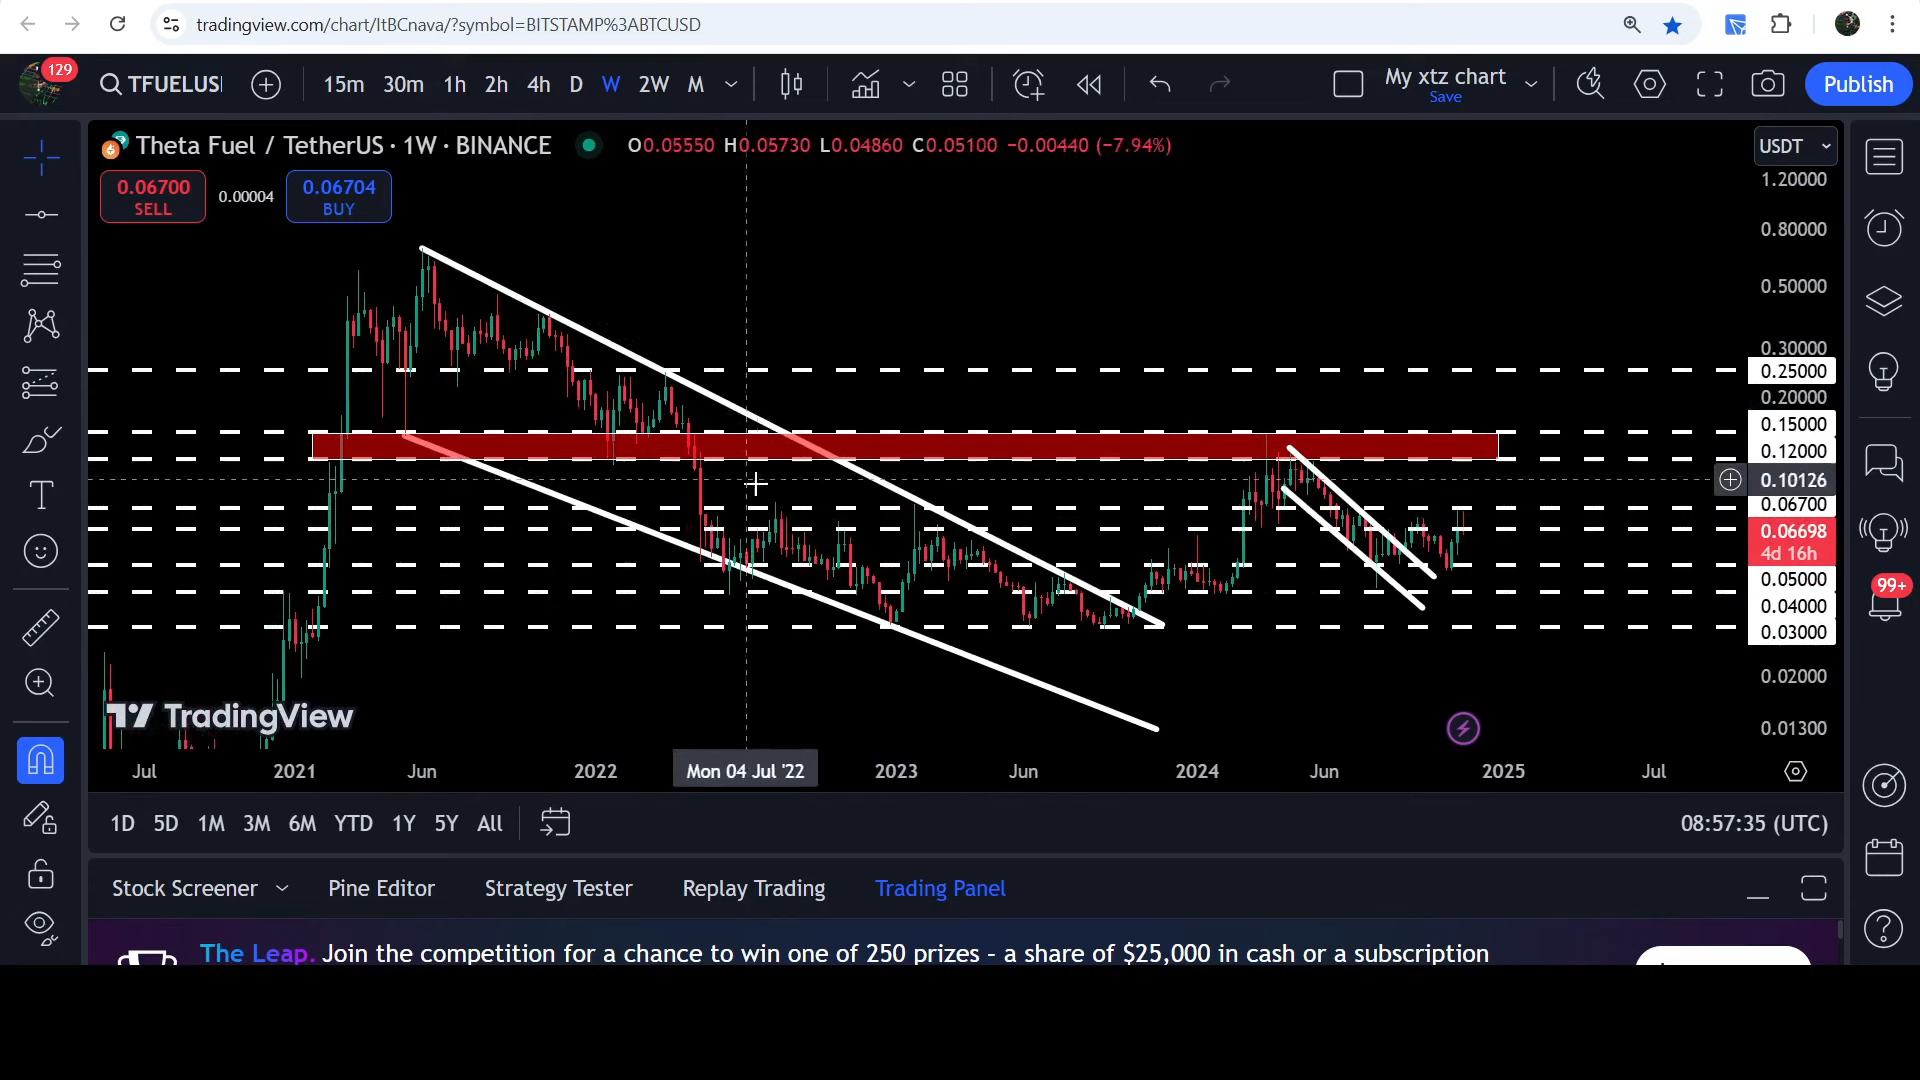 tradingview.com/chart/ItBCnava/?symbol=BITSTAMP%3ABTCUSD
129
TFUELUS
15m 30m 1h 2h 4h D W 2W M
My xtz chart
Save
Publish
Theta Fuel / TetherUS · 1W · BINANCE
O0.05550 H0.05730 L0.04860 C0.05100 −0.00440 (−7.94%)
USDT
0.06700
SELL
0.00004
0.06704
BUY
1.20000
0.80000
0.50000
0.30000
0.25000
0.20000
0.15000
0.12000
0.10126
0.06700
0.06698
4d 16h
0.05000
0.04000
0.03000
0.02000
0.01300
99+
TradingView
Jul 2021 Jun 2022 Mon 04 Jul '22 2023 Jun 2024 Jun 2025 Jul
1D 5D 1M 3M 6M YTD 1Y 5Y All
08:57:35 (UTC)
Stock Screener Pine Editor Strategy Tester Replay Trading Trading Panel
The Leap. Join the competition for a chance to win one of 250 prizes - a share of $25,000 in cash or a subscription